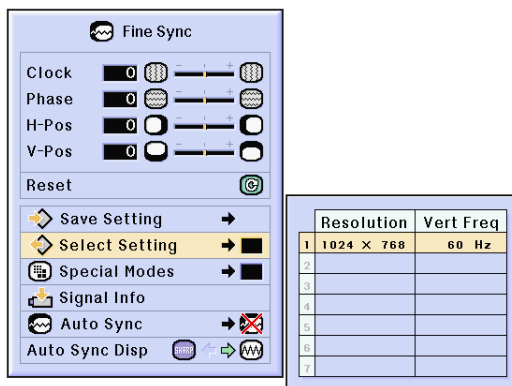 Fine Sync
Clock 0 - +
Phase 0 - +
H-Pos 0 - +
V-Pos 0 - +
Reset
Save Setting
Select Setting
Special Modes
Signal Info
Auto Sync
Auto Sync Disp SHARP
Resolution Vert Freq
1 1024 × 768 60 Hz
2
3
4
5
6
7